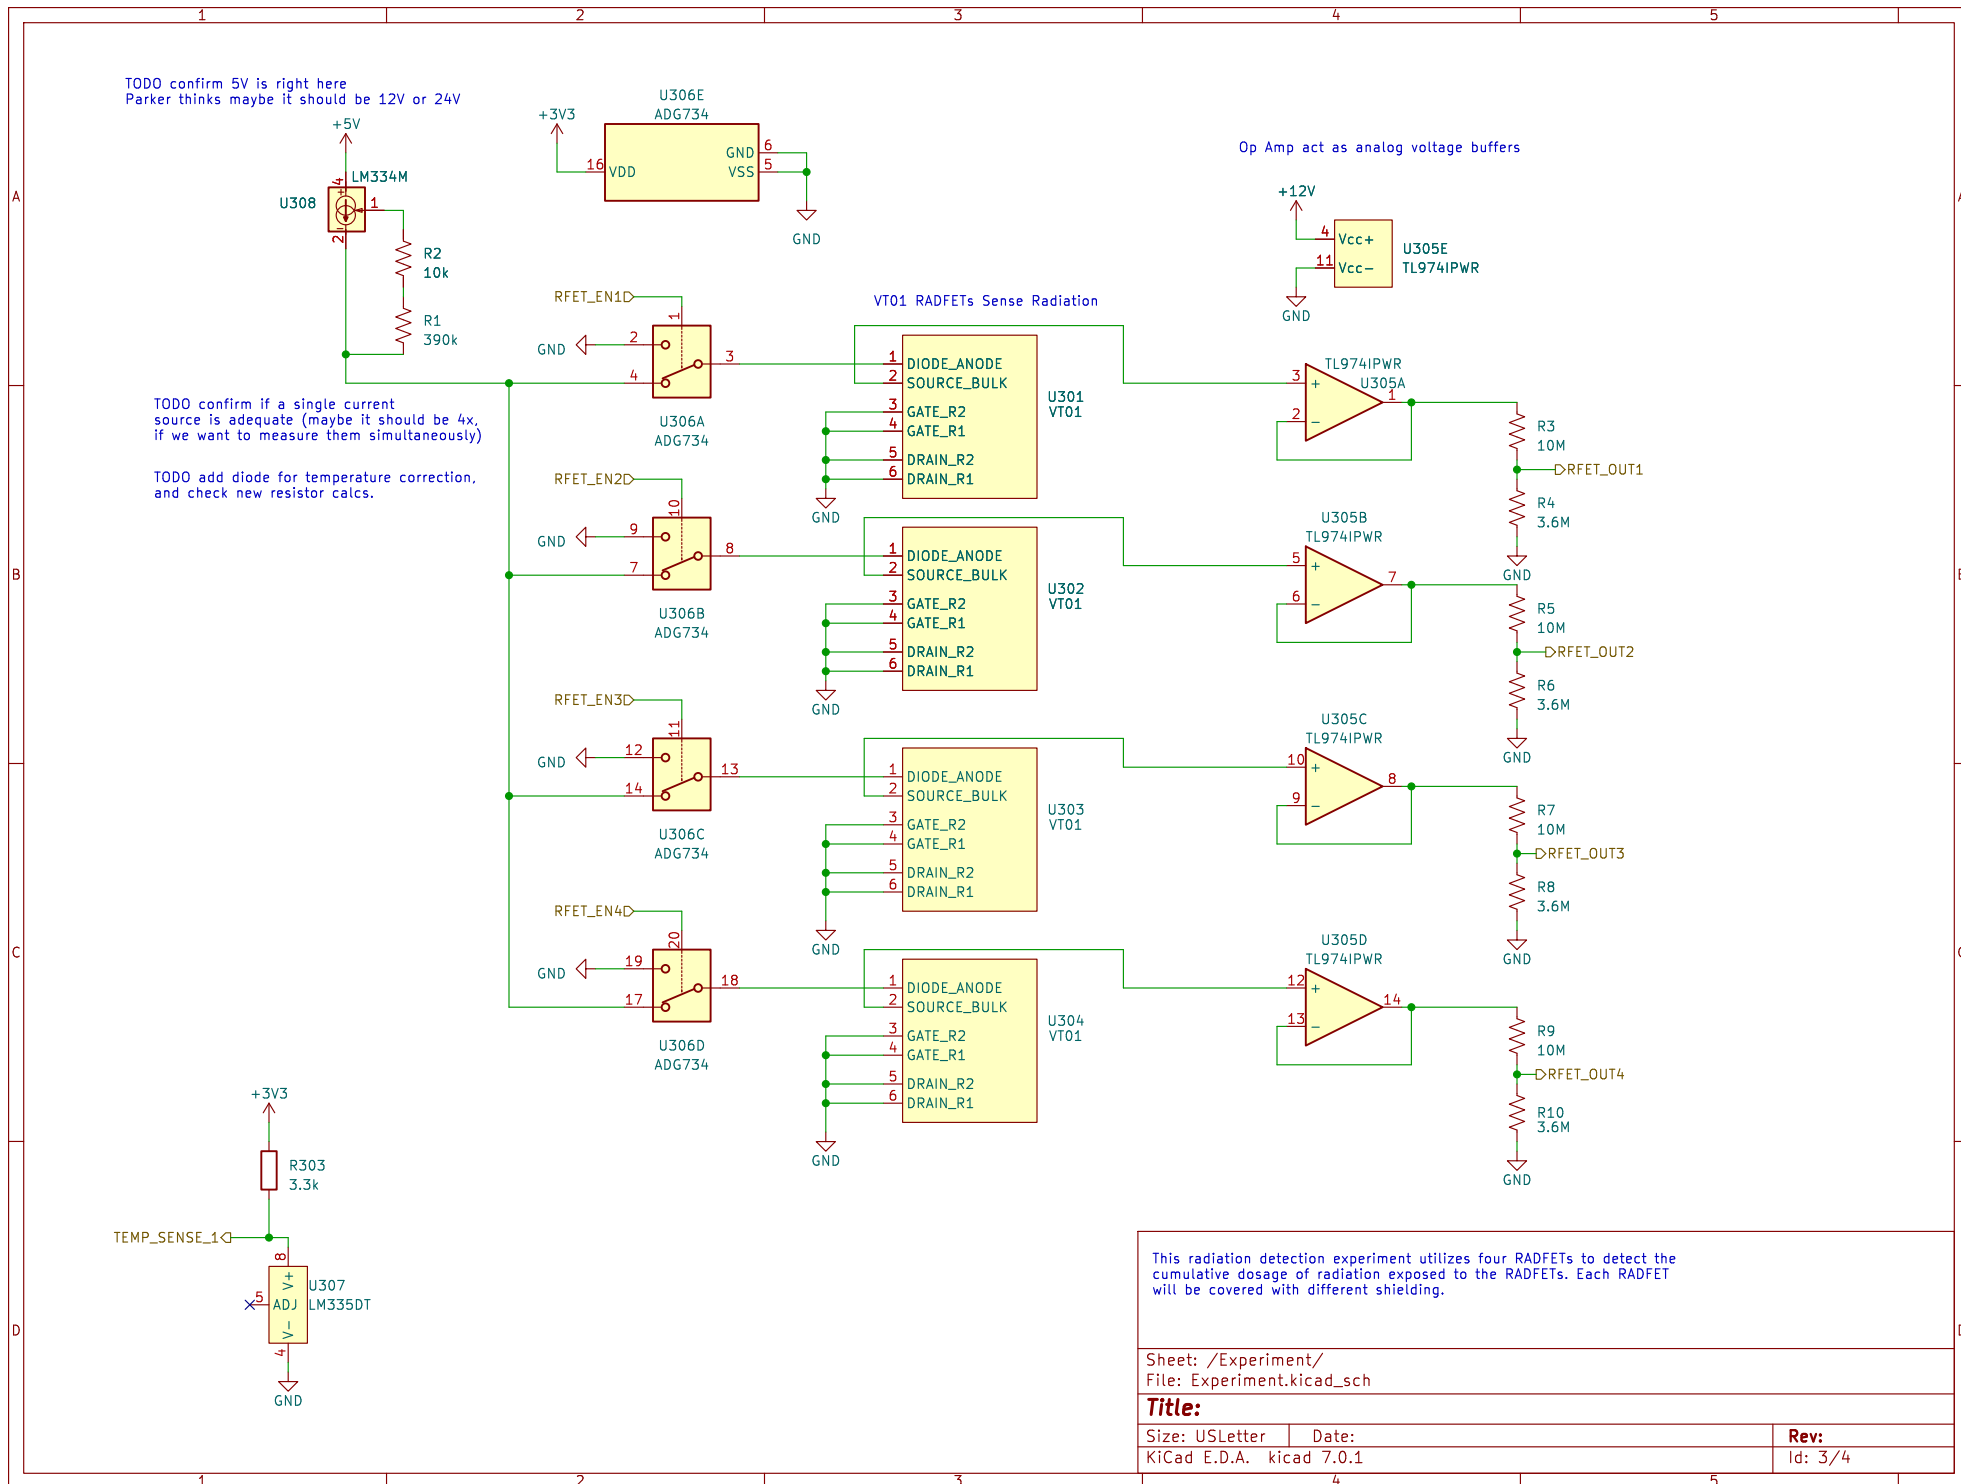 1 2 3 4 5
TODO confirm 5V is right here
Parker thinks maybe it should be 12V or 24V
+5V
LM334M
U308
4
1
2
+
-
R2
10k
R1
390k
TODO confirm if a single current
source is adequate (maybe it should be 4x,
if we want to measure them simultaneously)
TODO add diode for temperature correction,
and check new resistor calcs.
+3V3
U306E
ADG734
16 VDD
GND 6
VSS 5
GND
Op Amp act as analog voltage buffers
+12V
4 Vcc+
11 Vcc-
U305E
TL974IPWR
GND
VT01 RADFETs Sense Radiation
RFET_EN1
1
GND 2
3
4
U306A
ADG734
1 DIODE_ANODE
2 SOURCE_BULK
3 GATE_R2
4 GATE_R1
5 DRAIN_R2
6 DRAIN_R1
U301
VT01
GND
TL974IPWR
U305A
3 +
2 -
1
R3
10M
RFET_OUT1
R4
3.6M
GND
RFET_EN2
10
GND 9
8
7
U306B
ADG734
1 DIODE_ANODE
2 SOURCE_BULK
3 GATE_R2
4 GATE_R1
5 DRAIN_R2
6 DRAIN_R1
U302
VT01
GND
U305B
TL974IPWR
5 +
6 -
7
R5
10M
RFET_OUT2
R6
3.6M
GND
RFET_EN3
11
GND 12
13
14
U306C
ADG734
1 DIODE_ANODE
2 SOURCE_BULK
3 GATE_R2
4 GATE_R1
5 DRAIN_R2
6 DRAIN_R1
U303
VT01
GND
U305C
TL974IPWR
10 +
9 -
8
R7
10M
RFET_OUT3
R8
3.6M
GND
RFET_EN4
20
GND 19
18
17
U306D
ADG734
1 DIODE_ANODE
2 SOURCE_BULK
3 GATE_R2
4 GATE_R1
5 DRAIN_R2
6 DRAIN_R1
U304
VT01
GND
U305D
TL974IPWR
12 +
13 -
14
R9
10M
RFET_OUT4
R10
3.6M
GND
+3V3
R303
3.3k
TEMP_SENSE_1
8
V+
5 ADJ
V-
4
U307
LM335DT
GND
A
B
C
D
This radiation detection experiment utilizes four RADFETs to detect the
cumulative dosage of radiation exposed to the RADFETs. Each RADFET
will be covered with different shielding.
Sheet: /Experiment/
File: Experiment.kicad_sch
Title:
Size: USLetter Date: Rev:
KiCad E.D.A. kicad 7.0.1 Id: 3/4
1 2 3 4 5